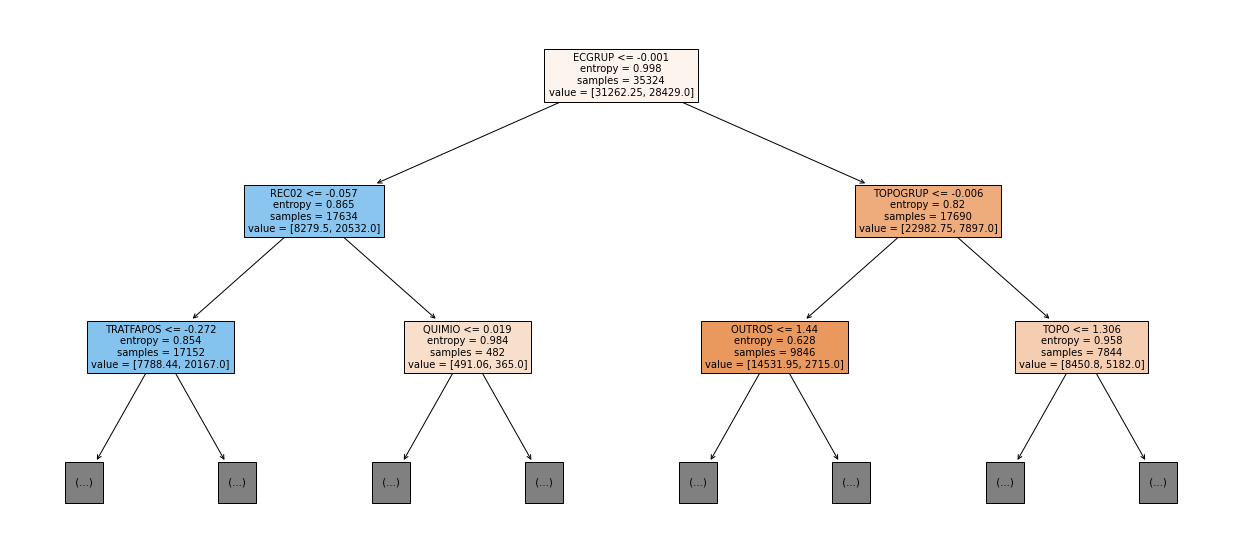 ECGRUP <= -0.001
entropy = 0.998
samples = 35324
value = [31262.25, 28429.0]
REC02 <= -0.057
entropy = 0.865
samples = 17634
value = [8279.5, 20532.0]
TOPOGRUP <= -0.006
entropy = 0.82
samples = 17690
value = [22982.75, 7897.0]
TRATFAPOS <= -0.272
entropy = 0.854
samples = 17152
value = [7788.44, 20167.0]
QUIMIO <= 0.019
entropy = 0.984
samples = 482
value = [491.06, 365.0]
OUTROS <= 1.44
entropy = 0.628
samples = 9846
value = [14531.95, 2715.0]
TOPO <= 1.306
entropy = 0.958
samples = 7844
value = [8450.8, 5182.0]
(...)
(...)
(...)
(...)
(...)
(...)
(...)
(...)